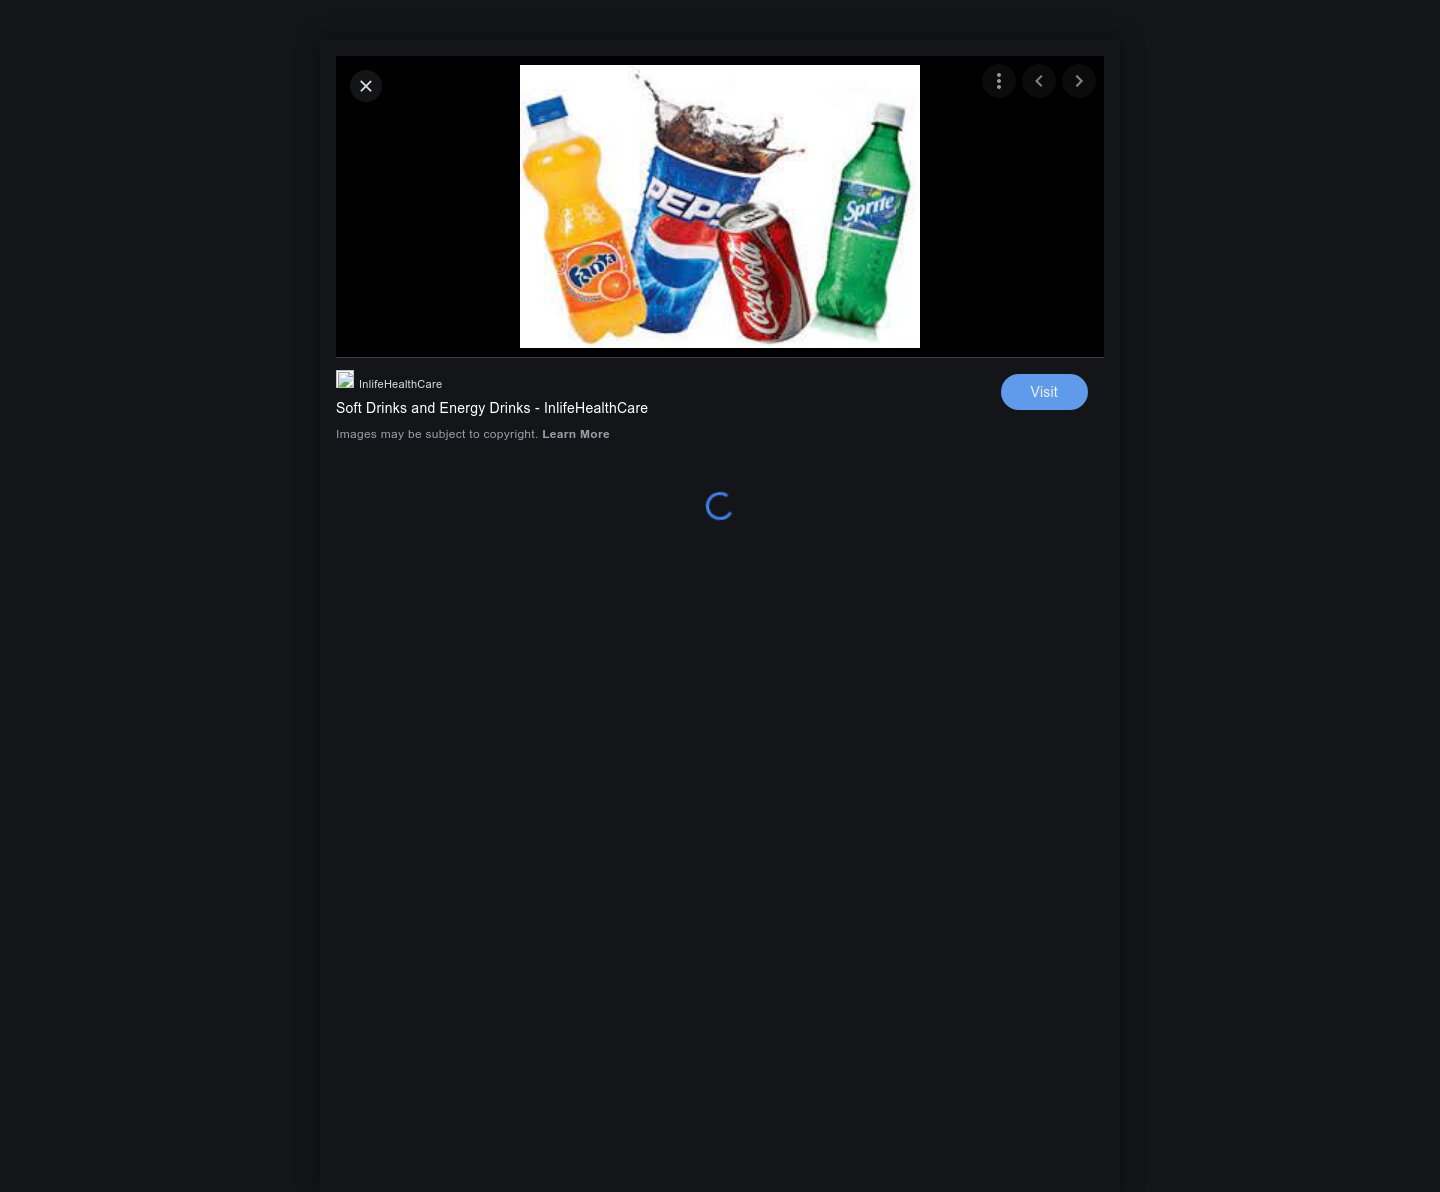 PEPS
Sprite
Coca-Cola
Fanta
InlifeHealthCare
Visit
Soft Drinks and Energy Drinks - InlifeHealthCare
Images may be subject to copyright. Learn More